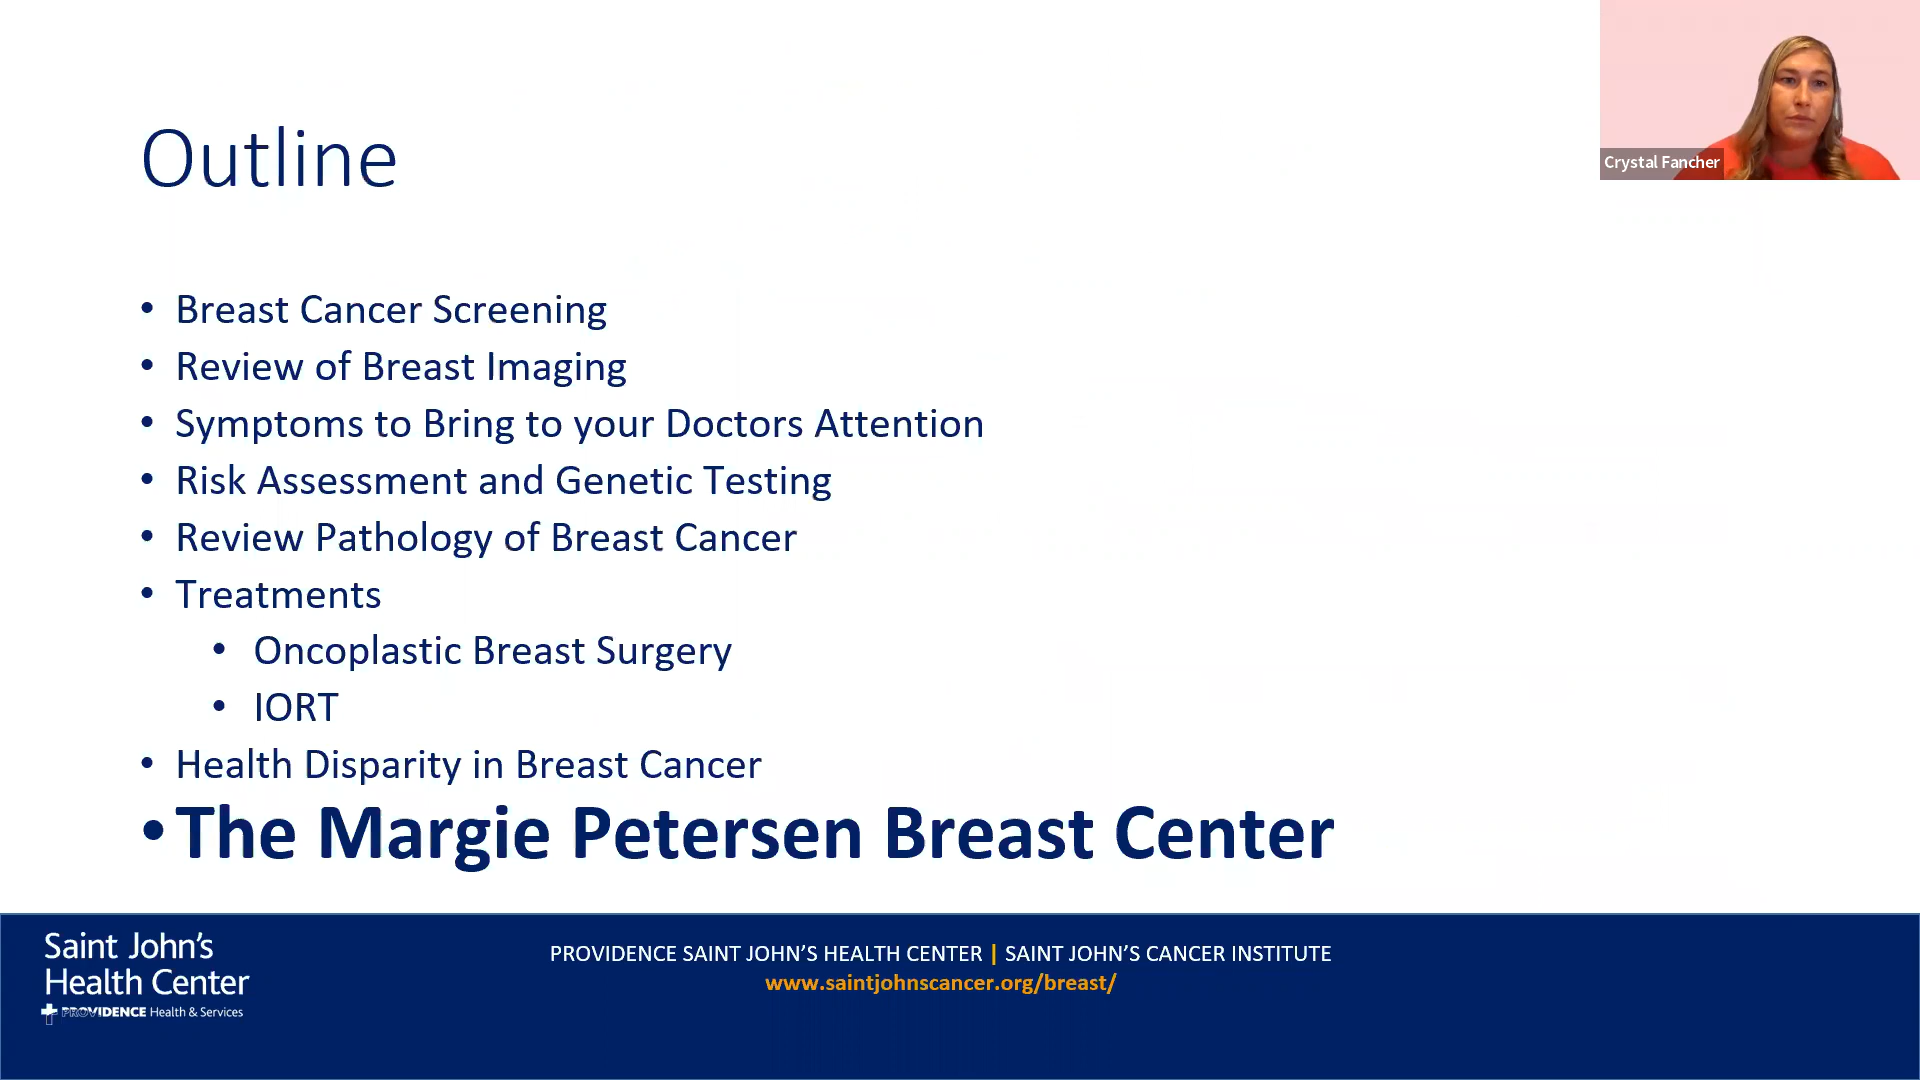 Outline
Crystal Fancher
• Breast Cancer Screening
• Review of Breast Imaging
• Symptoms to Bring to your Doctors Attention
• Risk Assessment and Genetic Testing
• Review Pathology of Breast Cancer
• Treatments
• Oncoplastic Breast Surgery
• IORT
• Health Disparity in Breast Cancer
• The Margie Petersen Breast Center
Saint John's
Health Center
PROVIDENCE Health & Services
PROVIDENCE SAINT JOHN'S HEALTH CENTER | SAINT JOHN'S CANCER INSTITUTE
www.saintjohnscancer.org/breast/